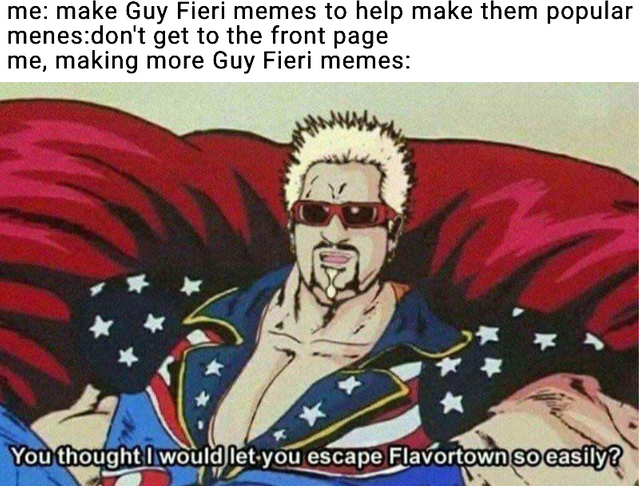 me: make Guy Fieri memes to help make them popular
menes:don't get to the front page
me, making more Guy Fieri memes:
You thought I would let you escape Flavortown so easily?